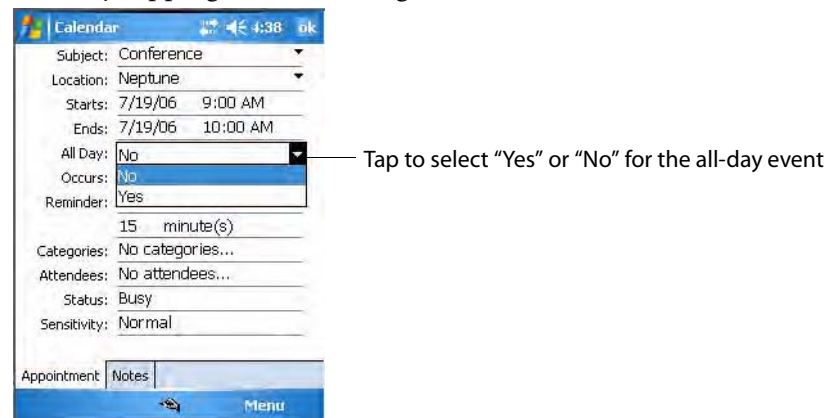 Calendar 4:38 ok
Subject: Conference
Location: Neptune
Starts: 7/19/06 9:00 AM
Ends: 7/19/06 10:00 AM
All Day: No
Tap to select “Yes” or “No” for the all-day event
Occurs: No
Reminder: Yes
15 minute(s)
Categories: No categories...
Attendees: No attendees...
Status: Busy
Sensitivity: Normal
Appointment Notes
Menu